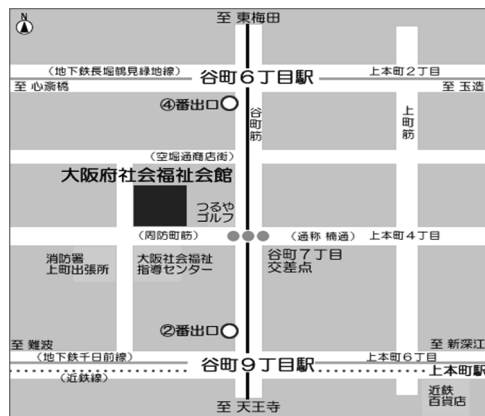 至 東梅田
N
(地下鉄長堀鶴見緑地線)
谷町6丁目駅
上本町2丁目
至 心斎橋
至 玉造
④番出口
谷町筋
上町筋
(空堀通商店街)
大阪府社会福祉会館
つるや
ゴルフ
(周防町筋)
(通称 楠通)
上本町4丁目
消防署
上町出張所
大阪社会福祉
指導センター
谷町7丁目
交差点
②番出口
至 難波
至 新深江
(地下鉄千日前線)
谷町9丁目駅
上本町6丁目
(近鉄線)
上本町駅
近鉄
百貨店
至 天王寺